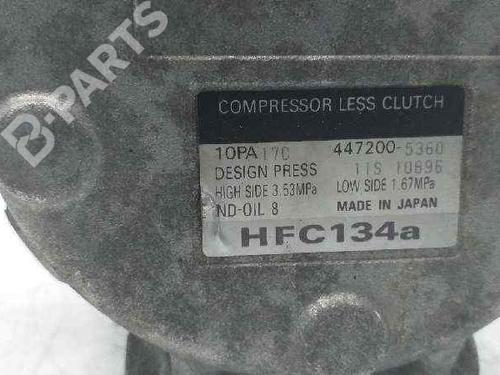 B-PARTS
COMPRESSOR LESS CLUTCH
10PA17C 447200-5360
DESIGN PRESS 11S 10696
HIGH SIDE 3.53MPa LOW SIDE 1.67MPa
ND-OIL 8 MADE IN JAPAN
HFC134a